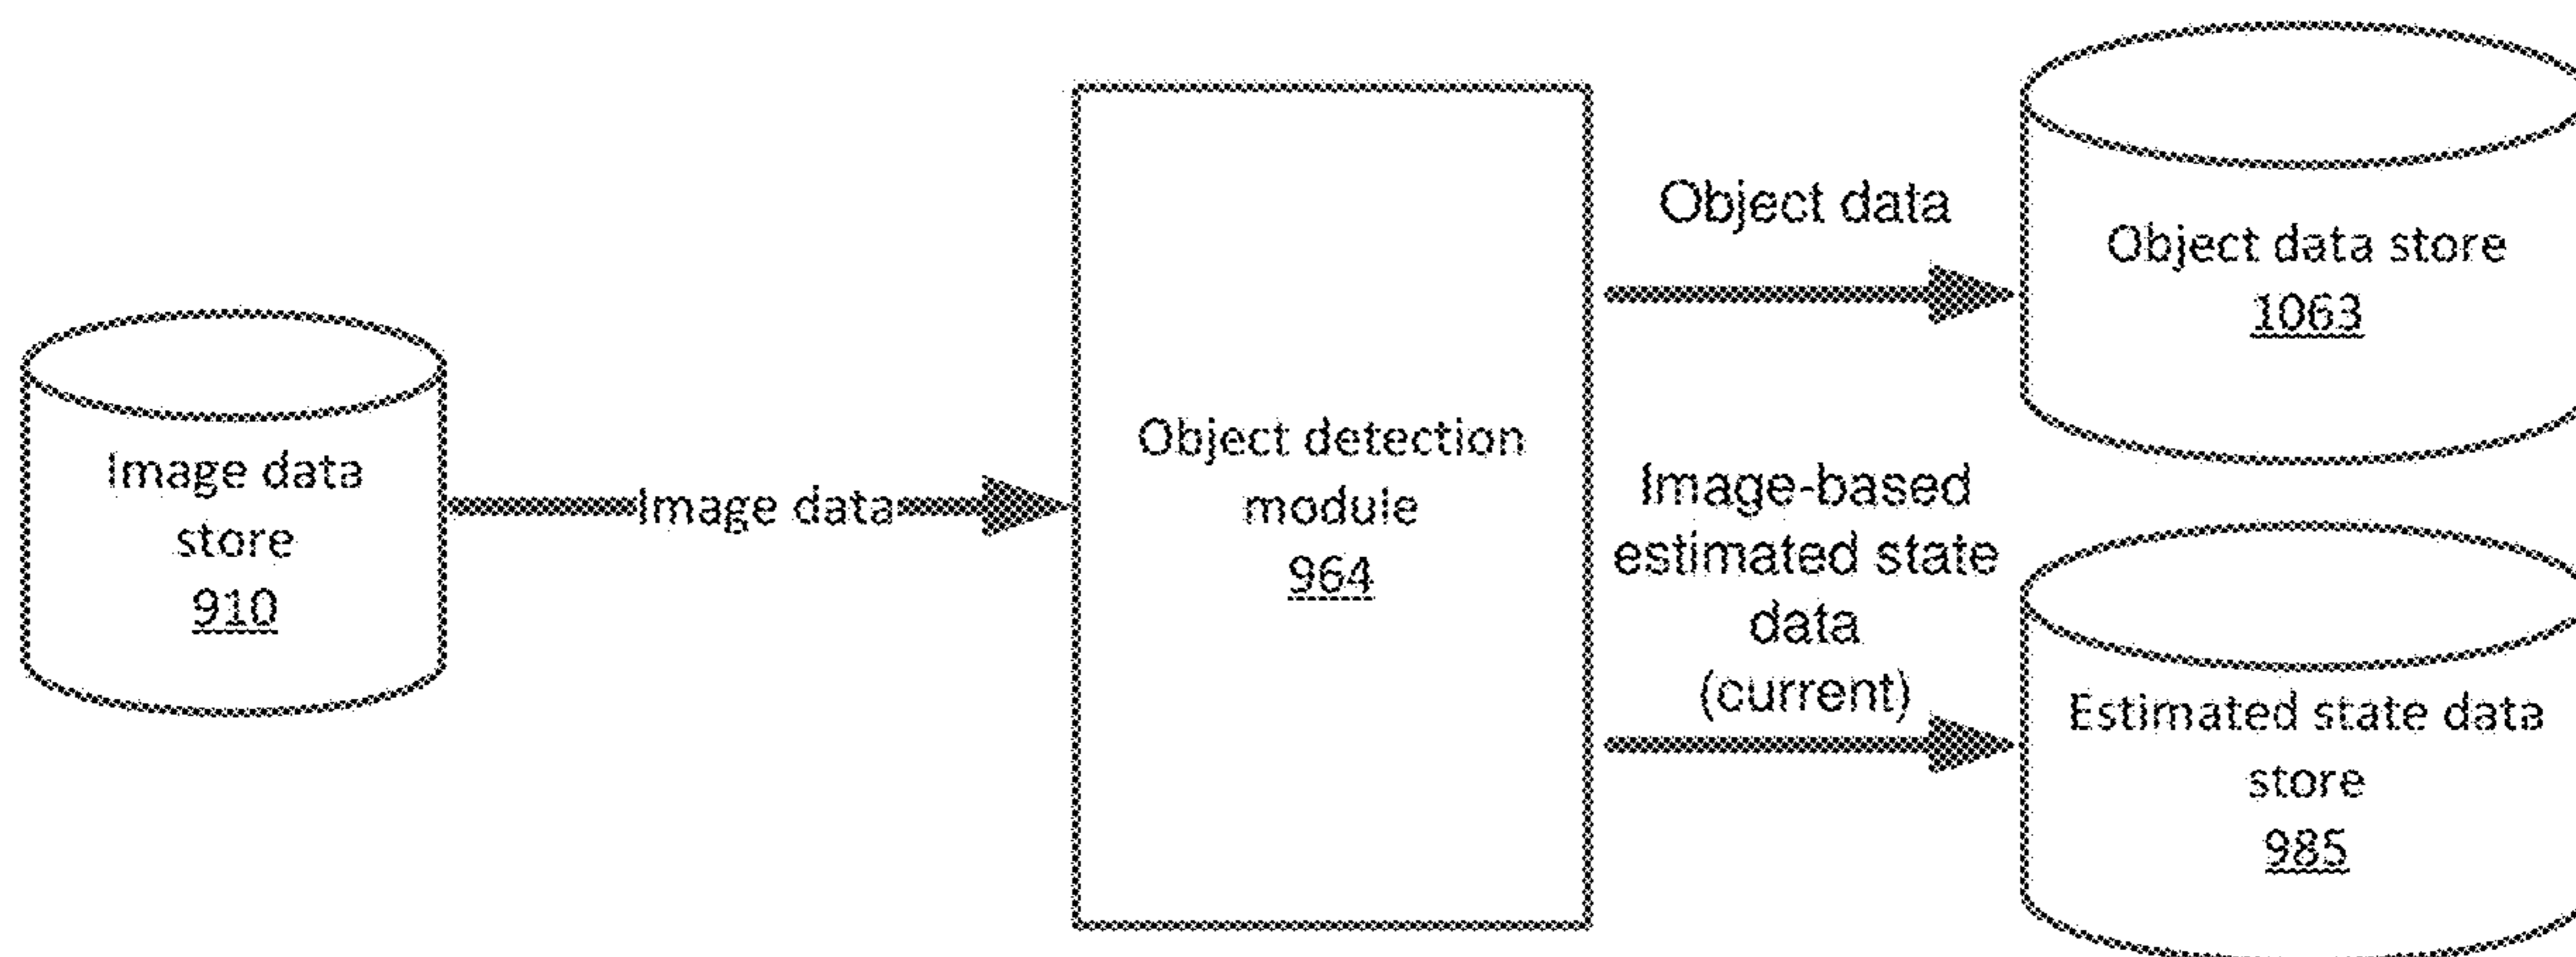 Image data
store
910
Image data
Object detection
module
964
Object data
Image-based
estimated state
data
(current)
Object data store
1063
Estimated state data
store
985